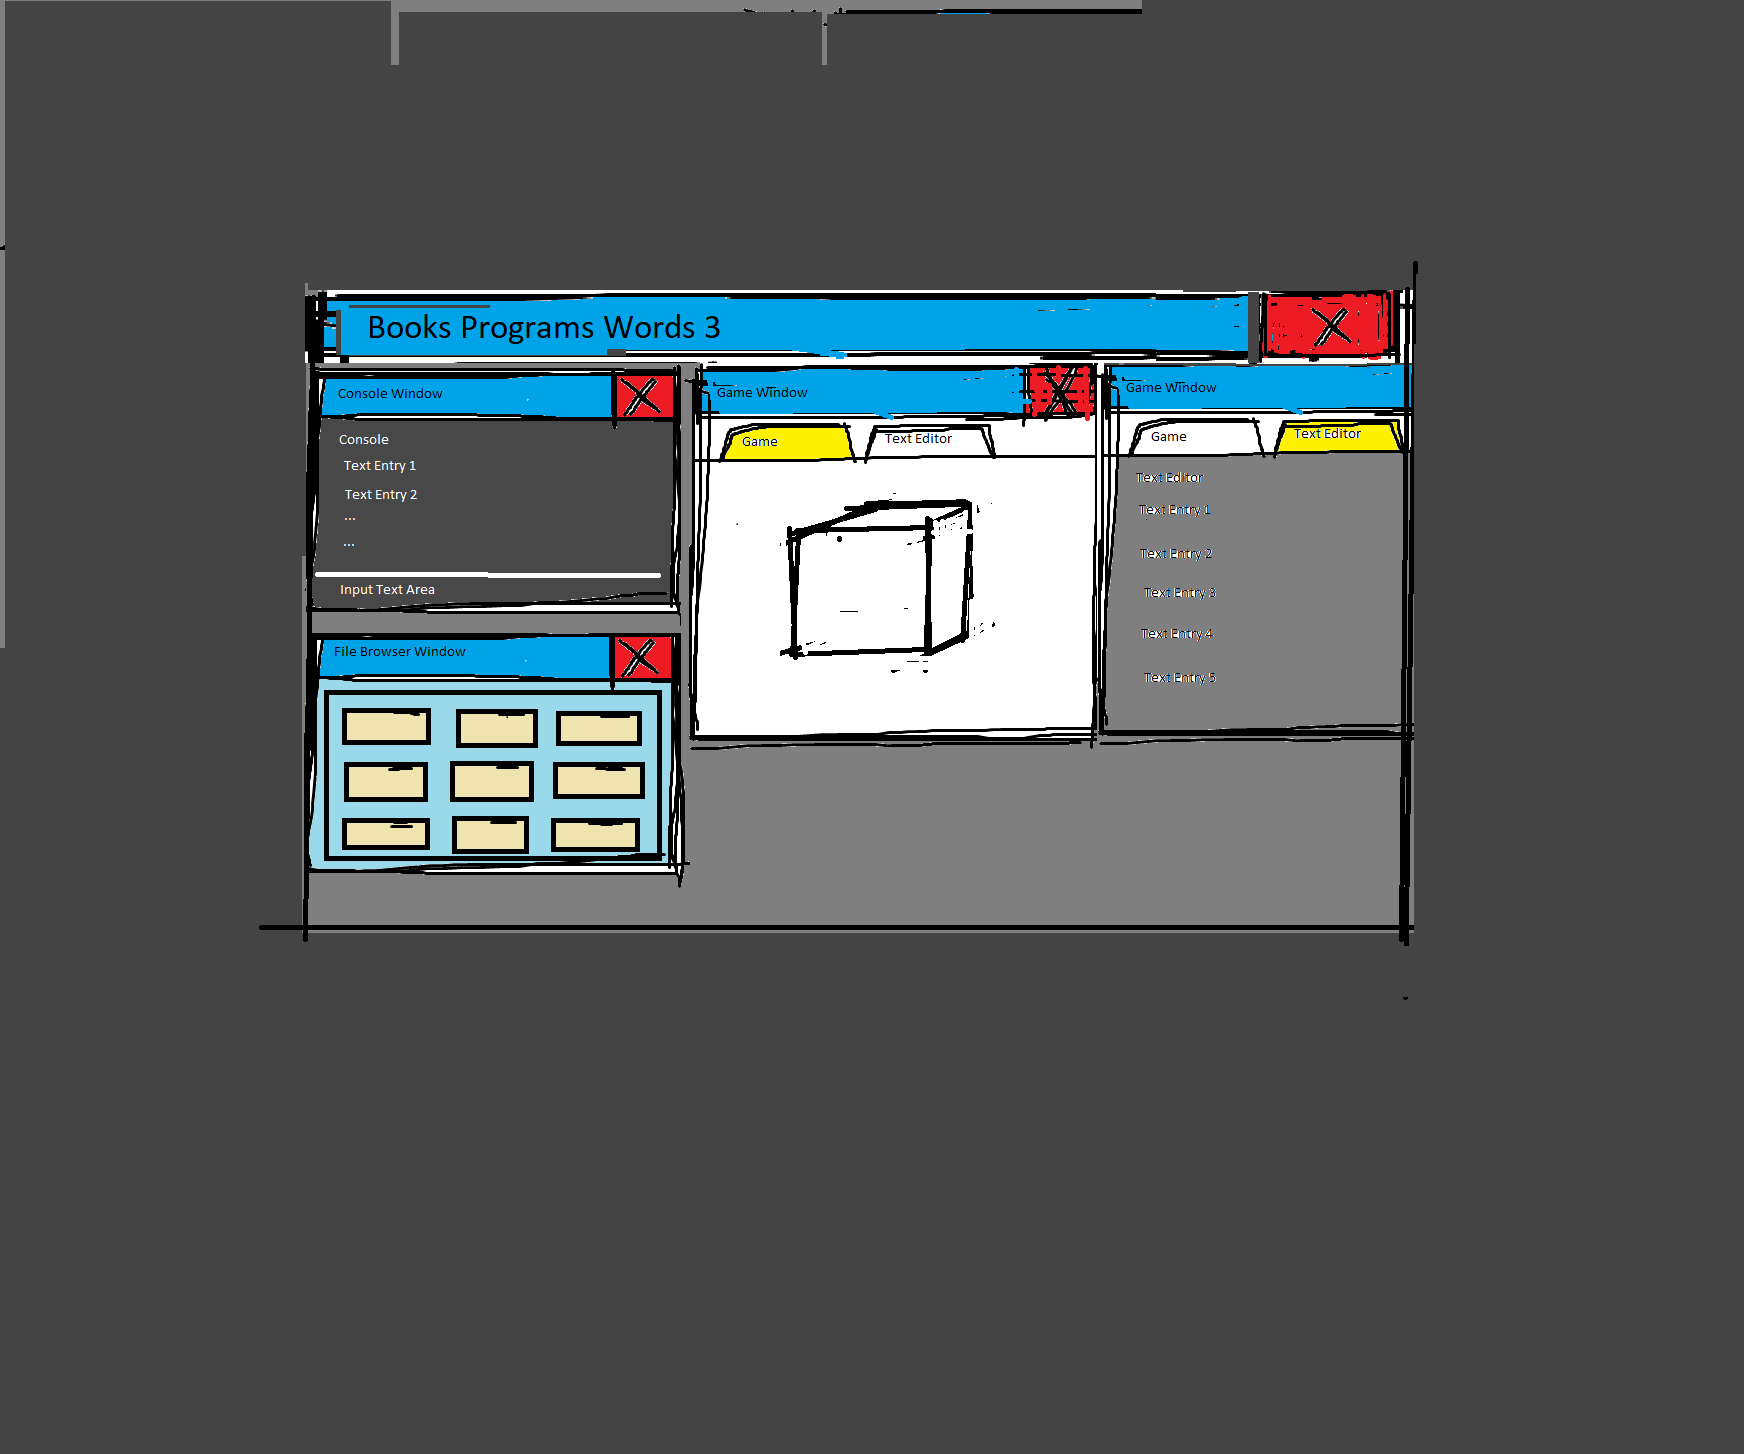 Books Programs Words 3
Console Window
Console
Text Entry 1
Text Entry 2
...
...
Input Text Area
File Browser Window
Game Window
Game
Text Editor
Game Window
Game
Text Editor
Text Editor
Text Entry 1
Text Entry 2
Text Entry 3
Text Entry 4
Text Entry 5